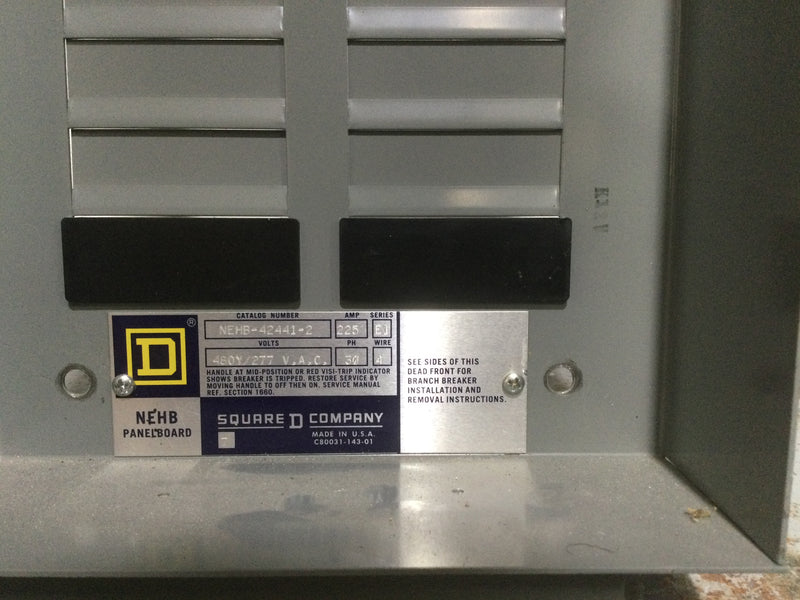 CATALOG NUMBER AMP SERIES
NEHB-42441-2 225 E1
VOLTS PH WIRE
480Y/277 V.A.C. 3Ø 4
HANDLE AT MID-POSITION OR RED VISI-TRIP INDICATOR
SHOWS BREAKER IS TRIPPED. RESTORE SERVICE BY
MOVING HANDLE TO OFF THEN ON. SERVICE MANUAL
REF. SECTION 1660.
D ®
NEHB
PANELBOARD
SQUARE D COMPANY
MADE IN U.S.A.
C80031-143-01
SEE SIDES OF THIS
DEAD FRONT FOR
BRANCH BREAKER
INSTALLATION AND
REMOVAL INSTRUCTIONS.